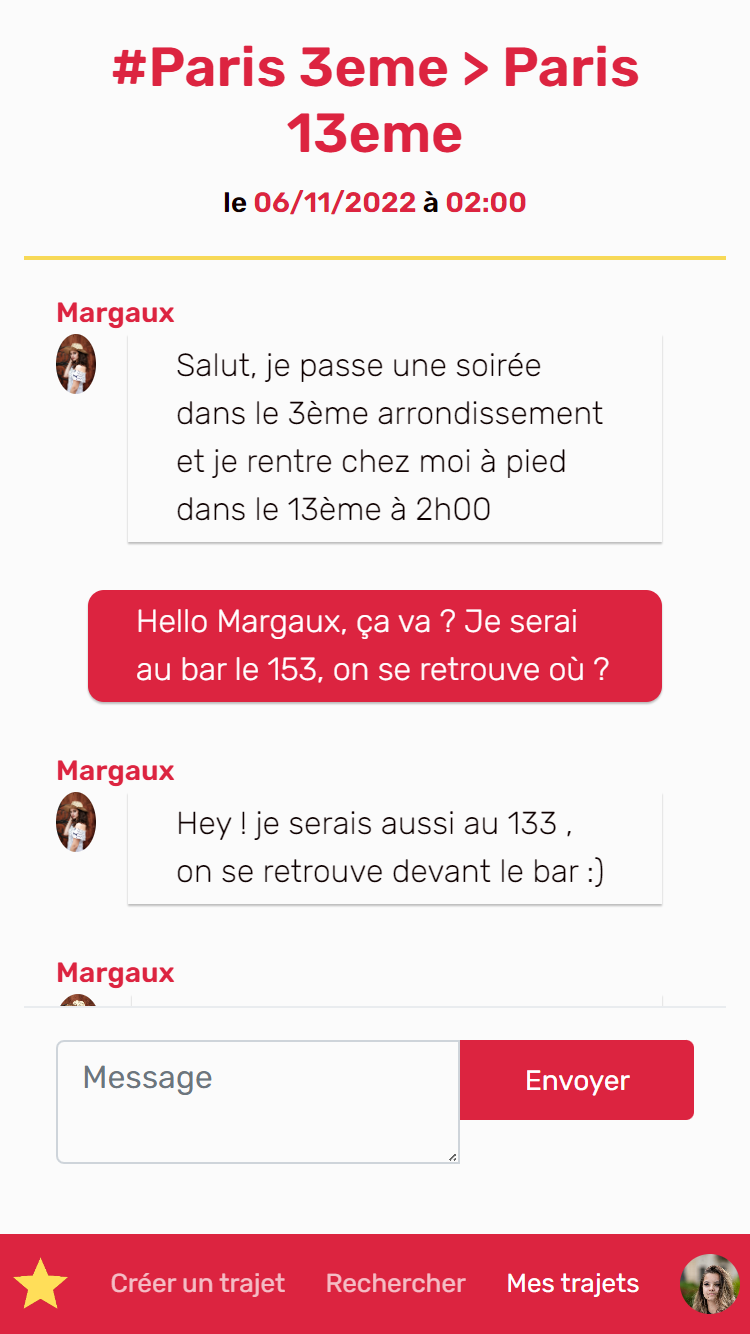 #Paris 3eme > Paris
13eme
le 06/11/2022 à 02:00
Margaux
Salut, je passe une soirée
dans le 3ème arrondissement
et je rentre chez moi à pied
dans le 13ème à 2h00
Hello Margaux, ça va ? Je serai
au bar le 153, on se retrouve où ?
Margaux
Hey ! je serais aussi au 133 ,
on se retrouve devant le bar :)
Margaux
Message
Envoyer
Créer un trajet Rechercher Mes trajets